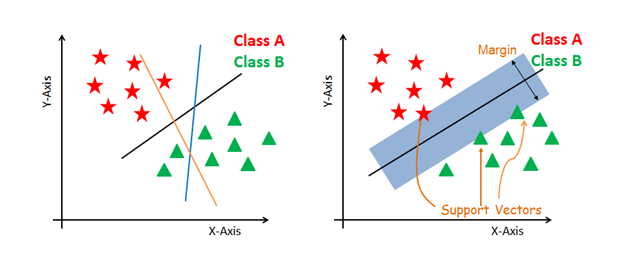 Class A
Class B
Y-Axis
X-Axis
Margin
Class A
Class B
Y-Axis
Support Vectors
X-Axis